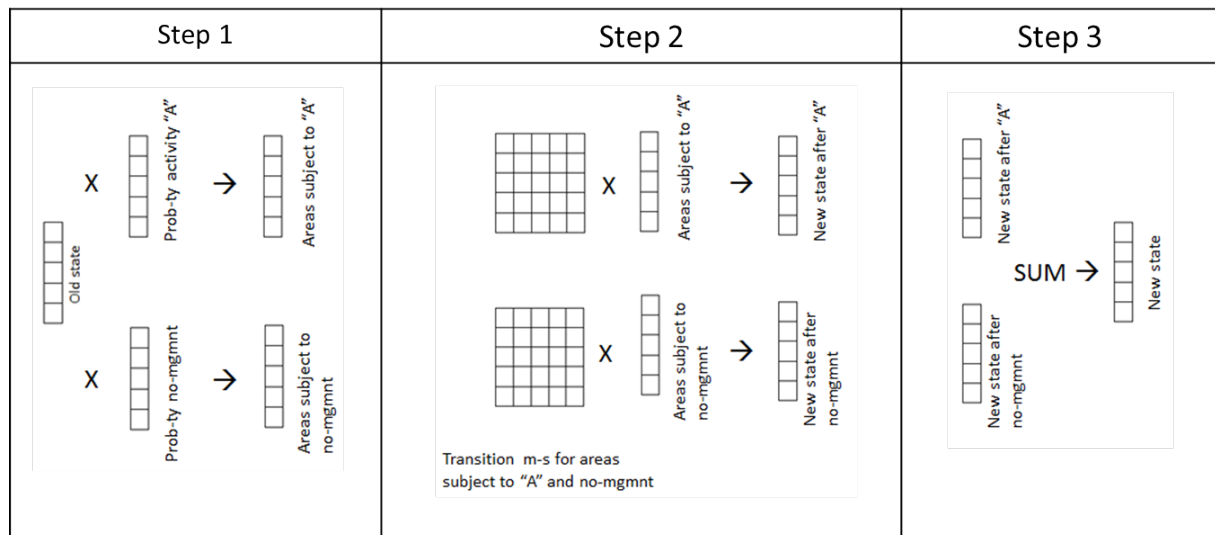 Step 1
Step 2
Step 3
Old state
X
Prob-ty activity “A”
→
Areas subject to “A”
X
Prob-ty no-mgmnt
→
Areas subject to
no-mgmnt
X
Areas subject to “A”
→
New state after “A”
X
Areas subject to
no-mgmnt
→
New state after
no-mgmnt
Transition m-s for areas
subject to “A” and no-mgmnt
New state after “A”
New state after
no-mgmnt
SUM →
New state